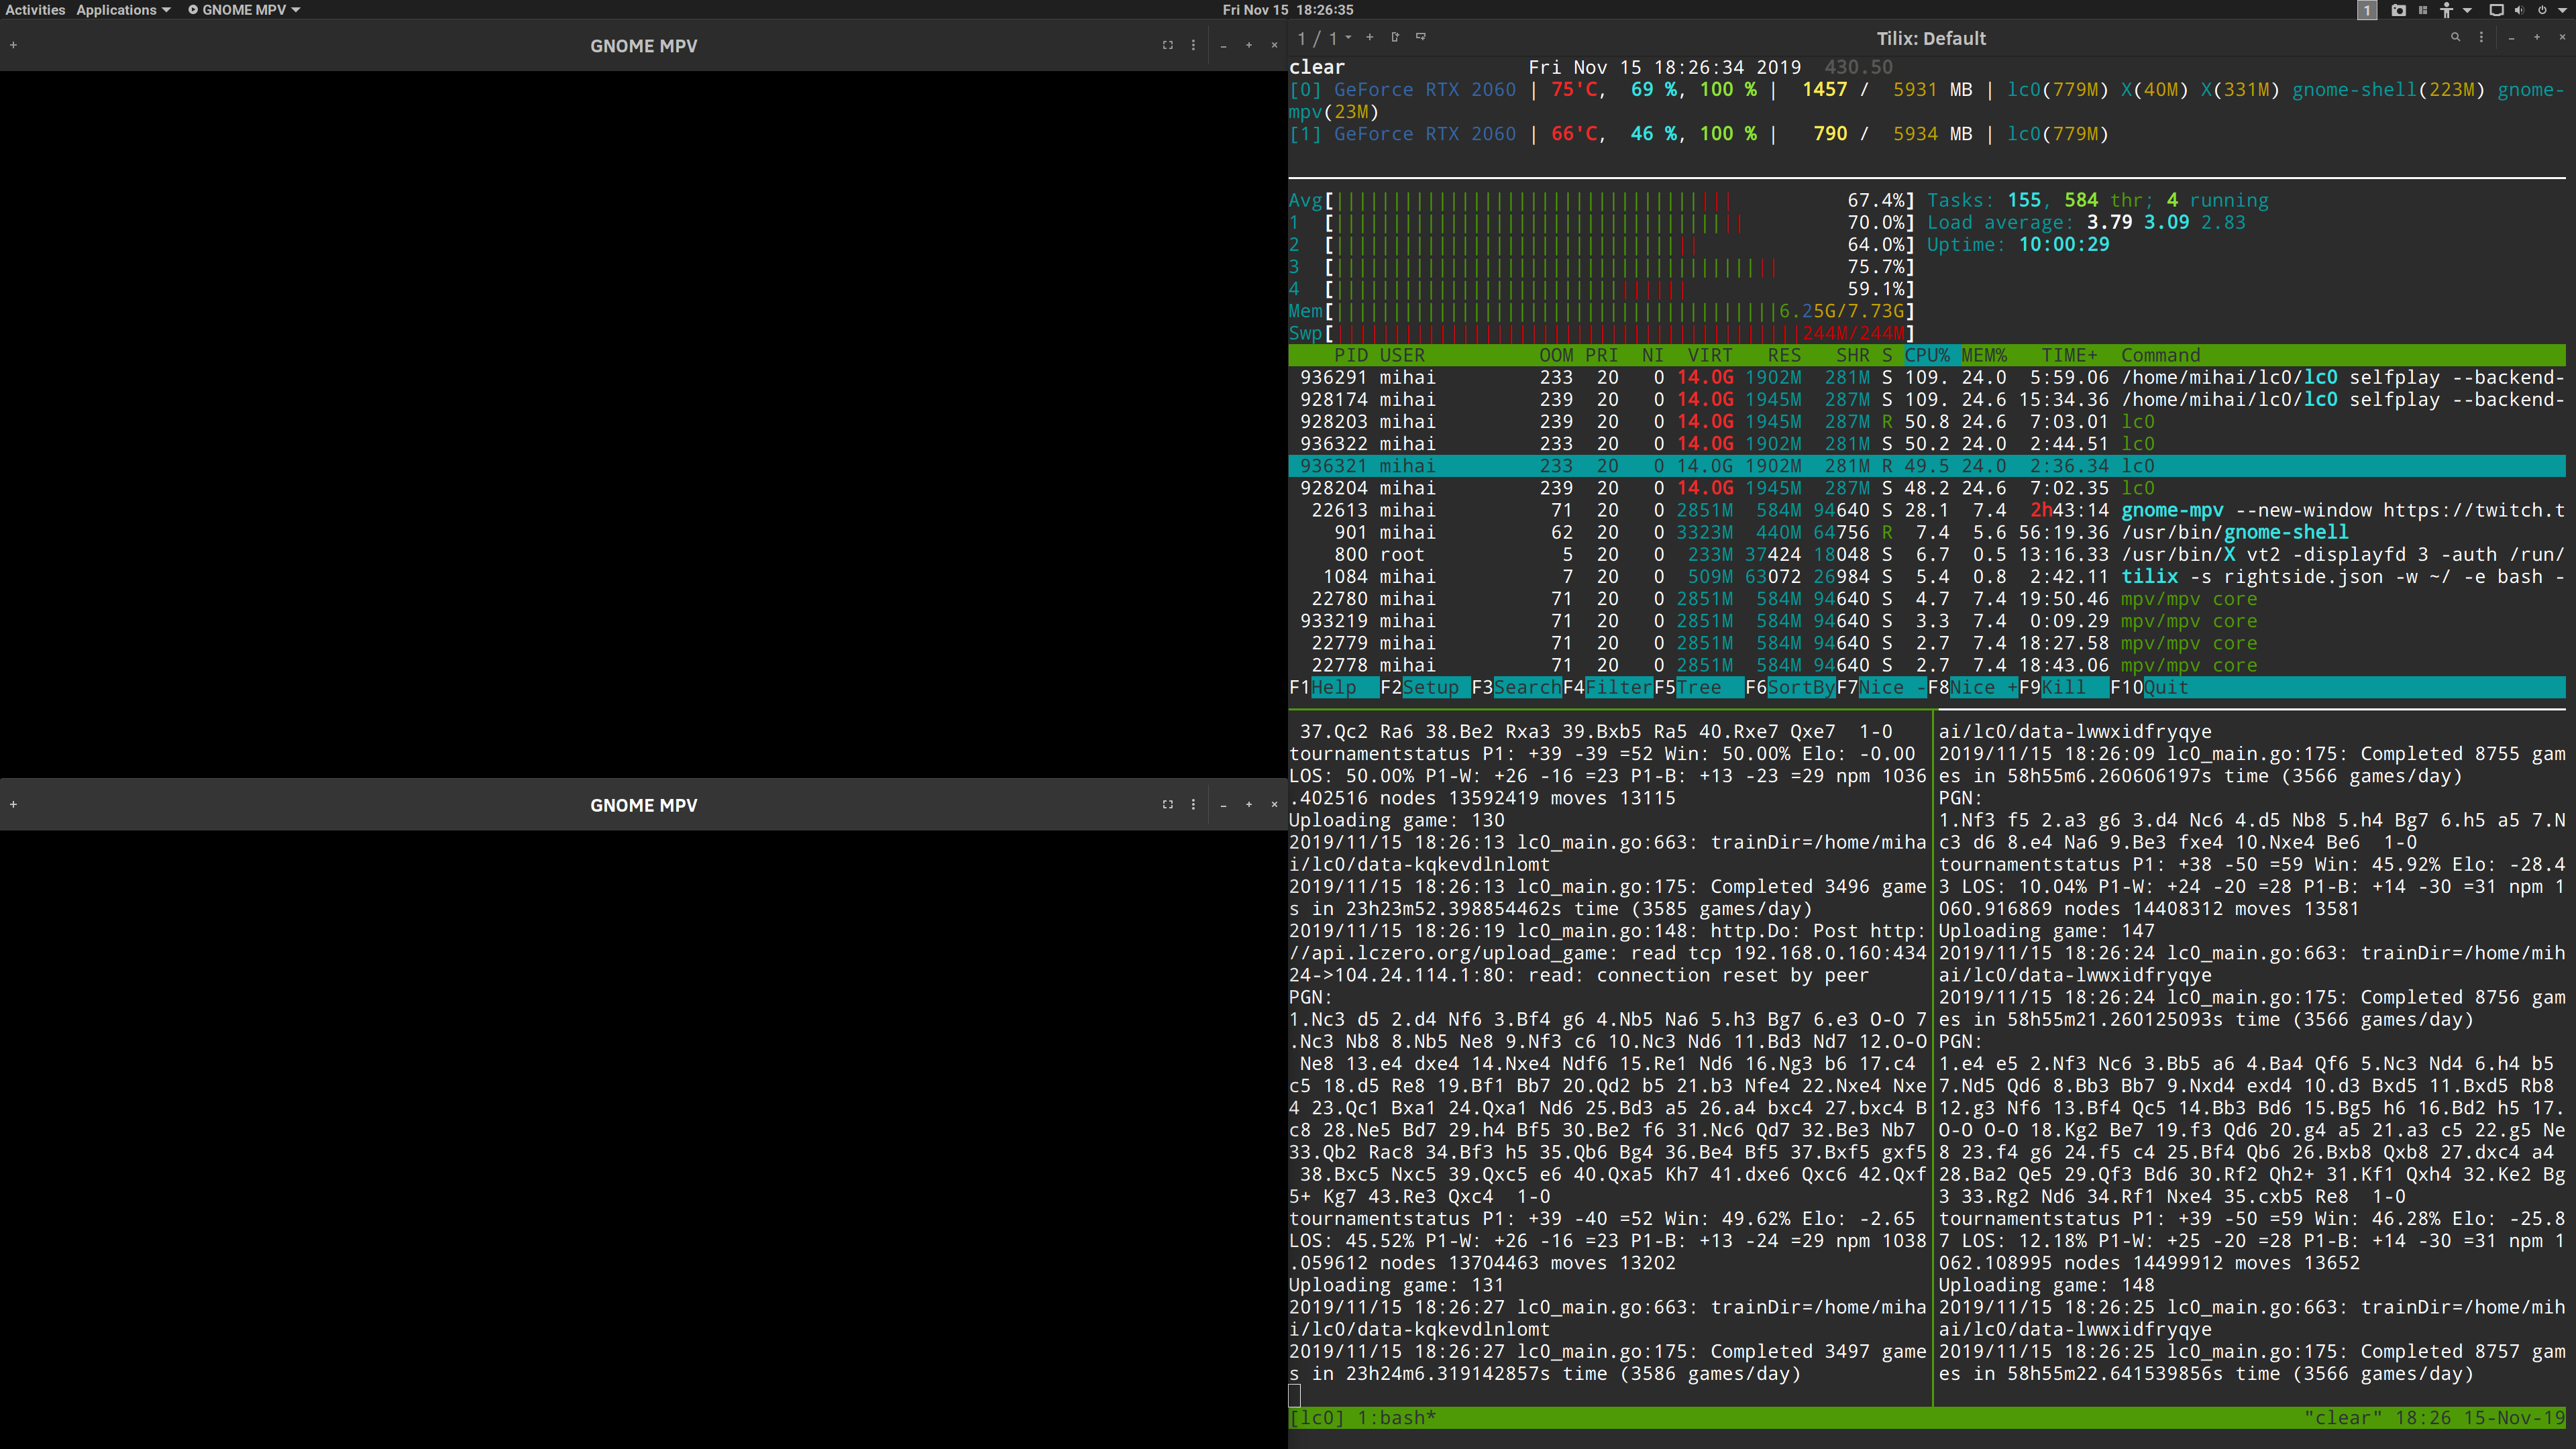 Activities Applications GNOME MPV Fri Nov 15 18:26:35 1
GNOME MPV
GNOME MPV
1 / 1 Tilix: Default
clear Fri Nov 15 18:26:34 2019 430.50
[0] GeForce RTX 2060 | 75'C, 69 %, 100 % | 1457 / 5931 MB | lc0(779M) X(40M) X(331M) gnome-shell(223M) gnome-
mpv(23M)
[1] GeForce RTX 2060 | 66'C, 46 %, 100 % | 790 / 5934 MB | lc0(779M)
Avg[ 67.4%] Tasks: 155, 584 thr; 4 running
1 [ 70.0%] Load average: 3.79 3.09 2.83
2 [ 64.0%] Uptime: 10:00:29
3 [ 75.7%]
4 [ 59.1%]
Mem[ 6.25G/7.73G]
Swp[ 244M/244M]
PID USER OOM PRI NI VIRT RES SHR S CPU% MEM% TIME+ Command
936291 mihai 233 20 0 14.0G 1902M 281M S 109. 24.0 5:59.06 /home/mihai/lc0/lc0 selfplay --backend-
928174 mihai 239 20 0 14.0G 1945M 287M S 109. 24.6 15:34.36 /home/mihai/lc0/lc0 selfplay --backend-
928203 mihai 239 20 0 14.0G 1945M 287M R 50.8 24.6 7:03.01 lc0
936322 mihai 233 20 0 14.0G 1902M 281M S 50.2 24.0 2:44.51 lc0
936321 mihai 233 20 0 14.0G 1902M 281M R 49.5 24.0 2:36.34 lc0
928204 mihai 239 20 0 14.0G 1945M 287M S 48.2 24.6 7:02.35 lc0
22613 mihai 71 20 0 2851M 584M 94640 S 28.1 7.4 2h43:14 gnome-mpv --new-window https://twitch.t
901 mihai 62 20 0 3323M 440M 64756 R 7.4 5.6 56:19.36 /usr/bin/gnome-shell
800 root 5 20 0 233M 37424 18048 S 6.7 0.5 13:16.33 /usr/bin/X vt2 -displayfd 3 -auth /run/
1084 mihai 7 20 0 509M 63072 26984 S 5.4 0.8 2:42.11 tilix -s rightside.json -w ~/ -e bash -
22780 mihai 71 20 0 2851M 584M 94640 S 4.7 7.4 19:50.46 mpv/mpv core
933219 mihai 71 20 0 2851M 584M 94640 S 3.3 7.4 0:09.29 mpv/mpv core
22779 mihai 71 20 0 2851M 584M 94640 S 2.7 7.4 18:27.58 mpv/mpv core
22778 mihai 71 20 0 2851M 584M 94640 S 2.7 7.4 18:43.06 mpv/mpv core
F1Help F2Setup F3SearchF4FilterF5Tree F6SortByF7Nice -F8Nice +F9Kill F10Quit
37.Qc2 Ra6 38.Be2 Rxa3 39.Bxb5 Ra5 40.Rxe7 Qxe7 1-0
tournamentstatus P1: +39 -39 =52 Win: 50.00% Elo: -0.00
LOS: 50.00% P1-W: +26 -16 =23 P1-B: +13 -23 =29 npm 1036
.402516 nodes 13592419 moves 13115
Uploading game: 130
2019/11/15 18:26:13 lc0_main.go:663: trainDir=/home/miha
i/lc0/data-kqkevdlnlomt
2019/11/15 18:26:13 lc0_main.go:175: Completed 3496 game
s in 23h23m52.398854462s time (3585 games/day)
2019/11/15 18:26:19 lc0_main.go:148: http.Do: Post http:
//api.lczero.org/upload_game: read tcp 192.168.0.160:434
24->104.24.114.1:80: read: connection reset by peer
PGN:
1.Nc3 d5 2.d4 Nf6 3.Bf4 g6 4.Nb5 Na6 5.h3 Bg7 6.e3 O-O 7
.Nc3 Nb8 8.Nb5 Ne8 9.Nf3 c6 10.Nc3 Nd6 11.Bd3 Nd7 12.O-O
Ne8 13.e4 dxe4 14.Nxe4 Ndf6 15.Re1 Nd6 16.Ng3 b6 17.c4
c5 18.d5 Re8 19.Bf1 Bb7 20.Qd2 b5 21.b3 Nfe4 22.Nxe4 Nxe
4 23.Qc1 Bxa1 24.Qxa1 Nd6 25.Bd3 a5 26.a4 bxc4 27.bxc4 B
c8 28.Ne5 Bd7 29.h4 Bf5 30.Be2 f6 31.Nc6 Qd7 32.Be3 Nb7
33.Qb2 Rac8 34.Bf3 h5 35.Qb6 Bg4 36.Be4 Bf5 37.Bxf5 gxf5
38.Bxc5 Nxc5 39.Qxc5 e6 40.Qxa5 Kh7 41.dxe6 Qxc6 42.Qxf
5+ Kg7 43.Re3 Qxc4 1-0
tournamentstatus P1: +39 -40 =52 Win: 49.62% Elo: -2.65
LOS: 45.52% P1-W: +26 -16 =23 P1-B: +13 -24 =29 npm 1038
.059612 nodes 13704463 moves 13202
Uploading game: 131
2019/11/15 18:26:27 lc0_main.go:663: trainDir=/home/miha
i/lc0/data-kqkevdlnlomt
2019/11/15 18:26:27 lc0_main.go:175: Completed 3497 game
s in 23h24m6.319142857s time (3586 games/day)
ai/lc0/data-lwwxidfryqye
2019/11/15 18:26:09 lc0_main.go:175: Completed 8755 gam
es in 58h55m6.260606197s time (3566 games/day)
PGN:
1.Nf3 f5 2.a3 g6 3.d4 Nc6 4.d5 Nb8 5.h4 Bg7 6.h5 a5 7.N
c3 d6 8.e4 Na6 9.Be3 fxe4 10.Nxe4 Be6 1-0
tournamentstatus P1: +38 -50 =59 Win: 45.92% Elo: -28.4
3 LOS: 10.04% P1-W: +24 -20 =28 P1-B: +14 -30 =31 npm 1
060.916869 nodes 14408312 moves 13581
Uploading game: 147
2019/11/15 18:26:24 lc0_main.go:663: trainDir=/home/mih
ai/lc0/data-lwwxidfryqye
2019/11/15 18:26:24 lc0_main.go:175: Completed 8756 gam
es in 58h55m21.260125093s time (3566 games/day)
PGN:
1.e4 e5 2.Nf3 Nc6 3.Bb5 a6 4.Ba4 Qf6 5.Nc3 Nd4 6.h4 b5
7.Nd5 Qd6 8.Bb3 Bb7 9.Nxd4 exd4 10.d3 Bxd5 11.Bxd5 Rb8
12.g3 Nf6 13.Bf4 Qc5 14.Bb3 Bd6 15.Bg5 h6 16.Bd2 h5 17.
O-O O-O 18.Kg2 Be7 19.f3 Qd6 20.g4 a5 21.a3 c5 22.g5 Ne
8 23.f4 g6 24.f5 c4 25.Bf4 Qb6 26.Bxb8 Qxb8 27.dxc4 a4
28.Ba2 Qe5 29.Qf3 Bd6 30.Rf2 Qh2+ 31.Kf1 Qxh4 32.Ke2 Bg
3 33.Rg2 Nd6 34.Rf1 Nxe4 35.cxb5 Re8 1-0
tournamentstatus P1: +39 -50 =59 Win: 46.28% Elo: -25.8
7 LOS: 12.18% P1-W: +25 -20 =28 P1-B: +14 -30 =31 npm 1
062.108995 nodes 14499912 moves 13652
Uploading game: 148
2019/11/15 18:26:25 lc0_main.go:663: trainDir=/home/mih
ai/lc0/data-lwwxidfryqye
2019/11/15 18:26:25 lc0_main.go:175: Completed 8757 gam
es in 58h55m22.641539856s time (3566 games/day)
[lc0] 1:bash* "clear" 18:26 15-Nov-19